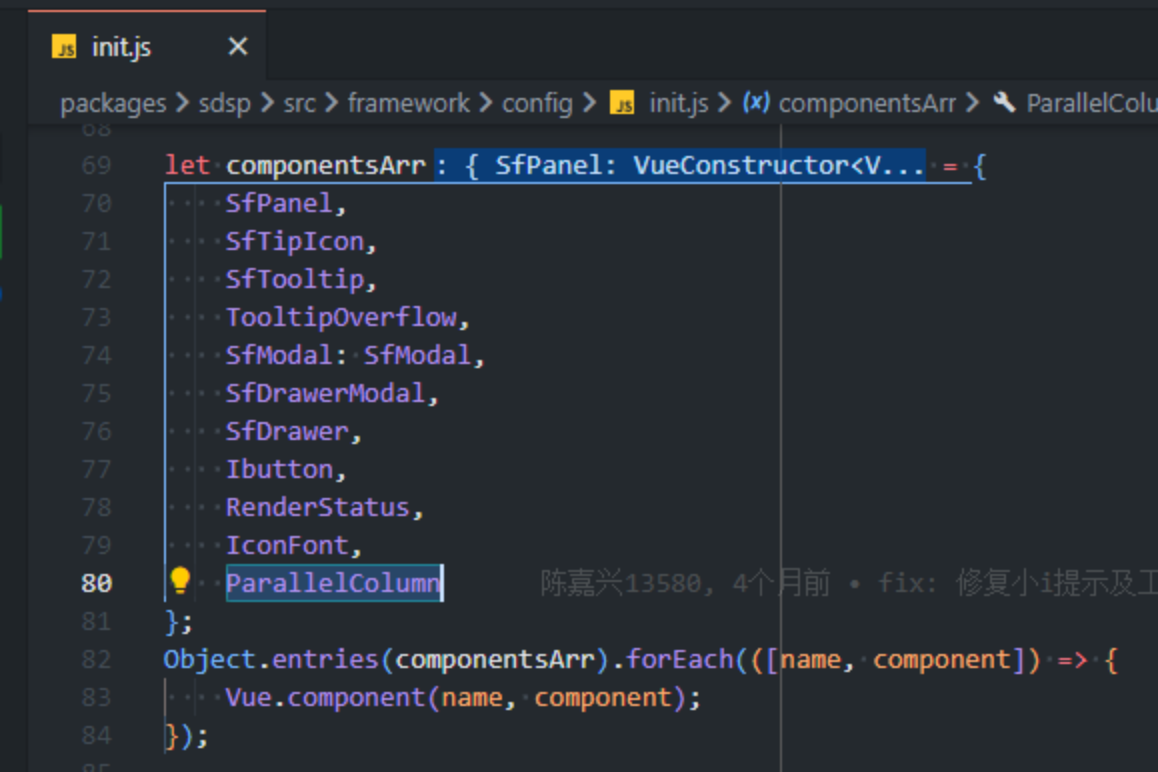 JS init.js ×
packages > sdsp > src > framework > config > JS init.js > (x) componentsArr > ParallelColu
68
69 let componentsArr : { SfPanel: VueConstructor<V... = {
70 ····SfPanel,
71 ····SfTipIcon,
72 ····SfTooltip,
73 ····TooltipOverflow,
74 ····SfModal:·SfModal,
75 ····SfDrawerModal,
76 ····SfDrawer,
77 ····Ibutton,
78 ····RenderStatus,
79 ····IconFont,
80 ··ParallelColumn 陈嘉兴13580, 4个月前 • fix: 修复小i提示及工
81 };
82 Object.entries(componentsArr).forEach(([name,·component])·=>·{
83 ····Vue.component(name,·component);
84 });
85